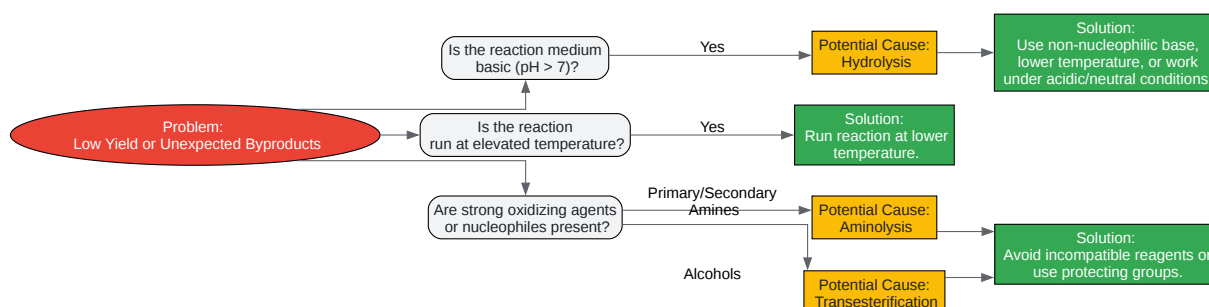 Is the reaction medium
basic (pH > 7)?
Yes
Potential Cause:
Hydrolysis
Solution:
Use non-nucleophilic base,
lower temperature, or work
under acidic/neutral conditions
Problem:
Low Yield or Unexpected Byproducts
Is the reaction
run at elevated temperature?
Yes
Solution:
Run reaction at lower
temperature.
Are strong oxidizing agents
or nucleophiles present?
Primary/Secondary
Amines
Potential Cause:
Aminolysis
Solution:
Avoid incompatible reagents or
use protecting groups.
Alcohols
Potential Cause:
Transesterification